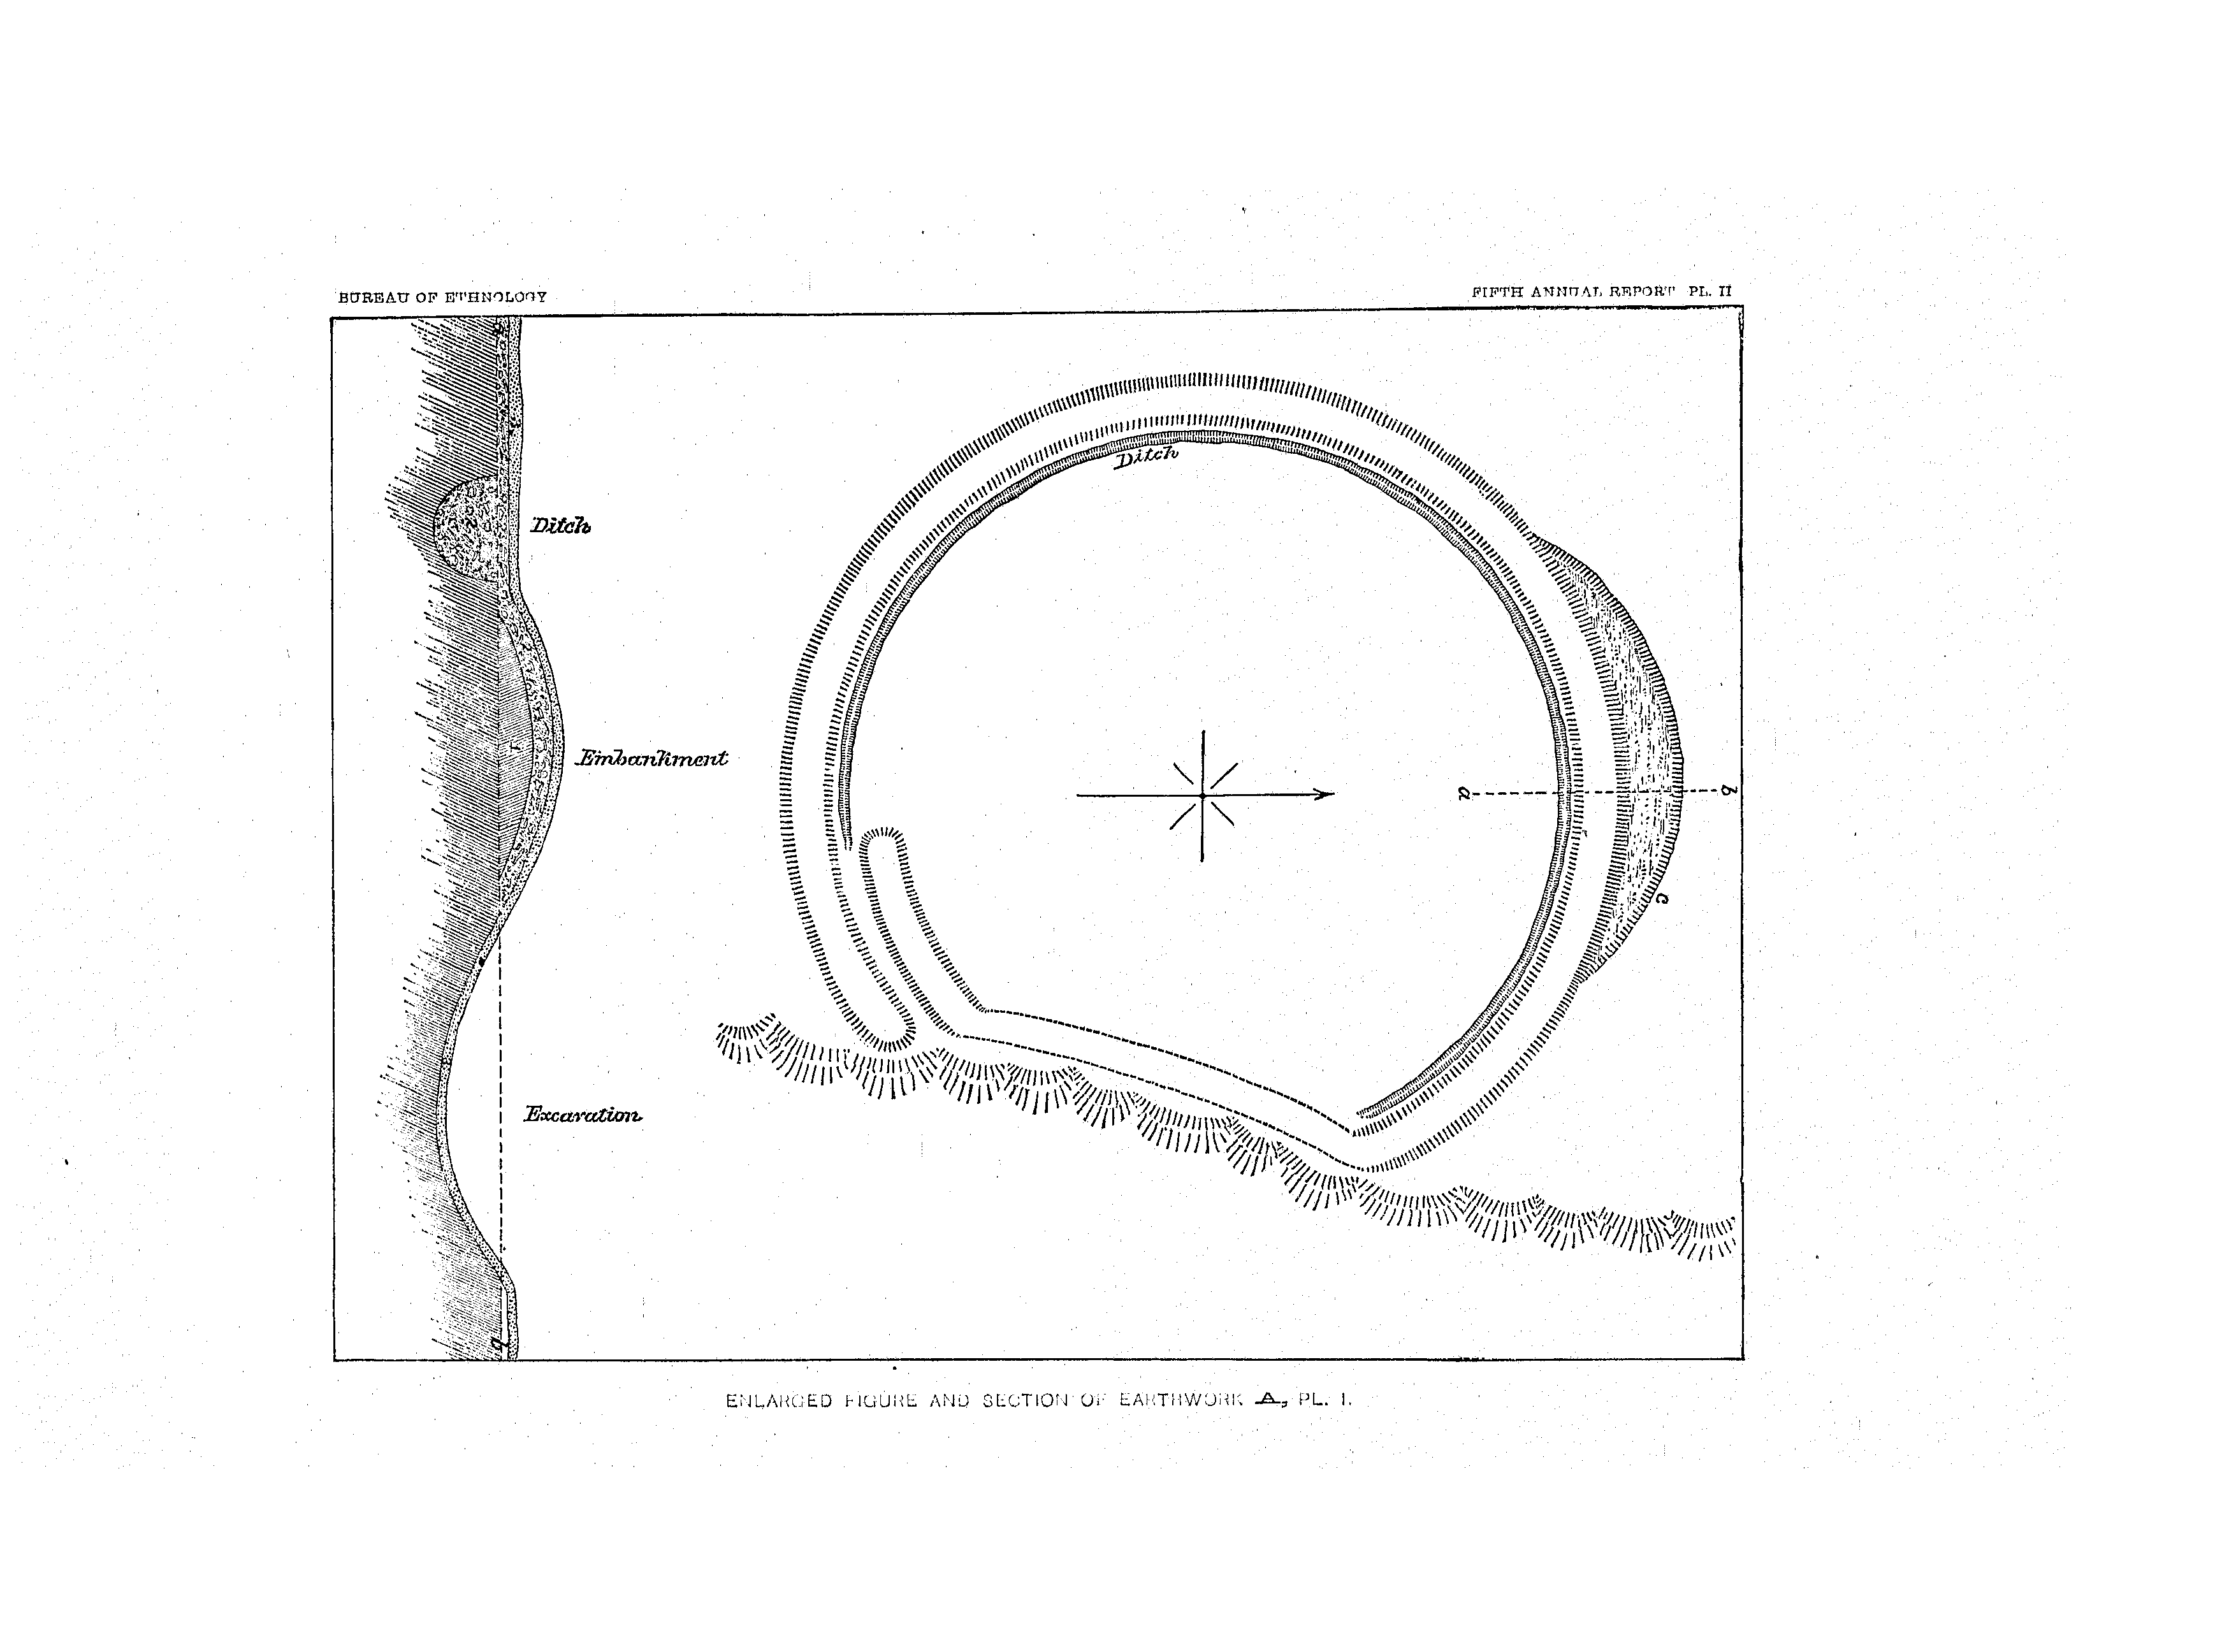 BUREAU OF ETHNOLOGY
FIFTH ANNUAL REPORT PL. II
Ditch
Ditch
Embankment
a
b
c
Excavation
a
b
ENLARGED FIGURE AND SECTION OF EARTHWORK A, PL. I.